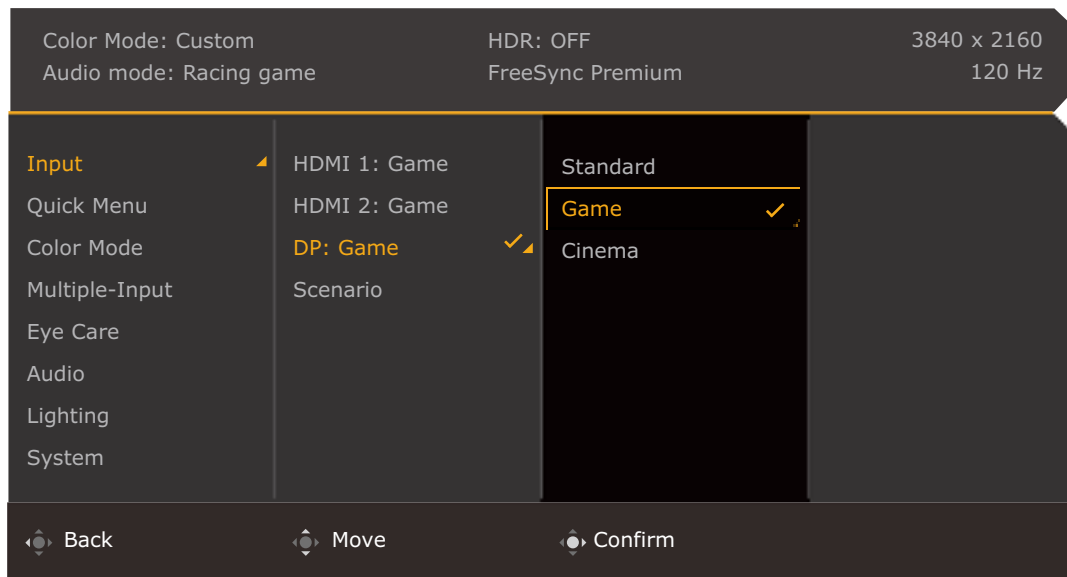 Color Mode: Custom
HDR: OFF
3840 x 2160
Audio mode: Racing game
FreeSync Premium
120 Hz
Input
Quick Menu
Color Mode
Multiple-Input
Eye Care
Audio
Lighting
System
HDMI 1: Game
HDMI 2: Game
DP: Game
Scenario
Standard
Game
Cinema
Back
Move
Confirm